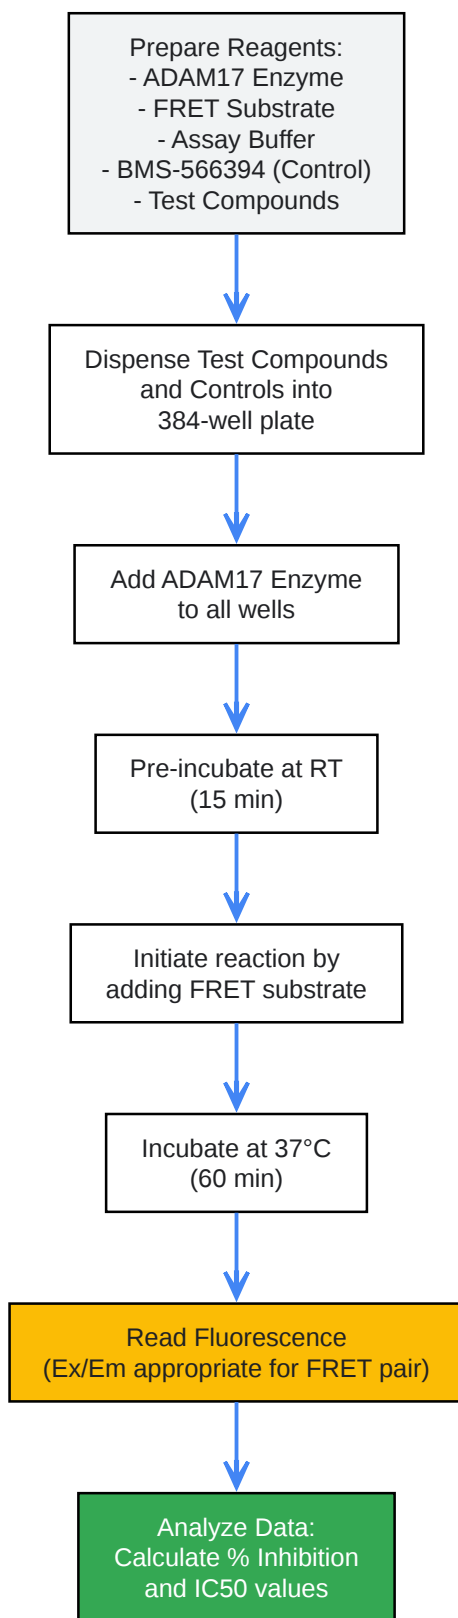 Prepare Reagents:
- ADAM17 Enzyme
- FRET Substrate
- Assay Buffer
- BMS-566394 (Control)
- Test Compounds
Dispense Test Compounds
and Controls into
384-well plate
Add ADAM17 Enzyme
to all wells
Pre-incubate at RT
(15 min)
Initiate reaction by
adding FRET substrate
Incubate at 37°C
(60 min)
Read Fluorescence
(Ex/Em appropriate for FRET pair)
Analyze Data:
Calculate % Inhibition
and IC50 values